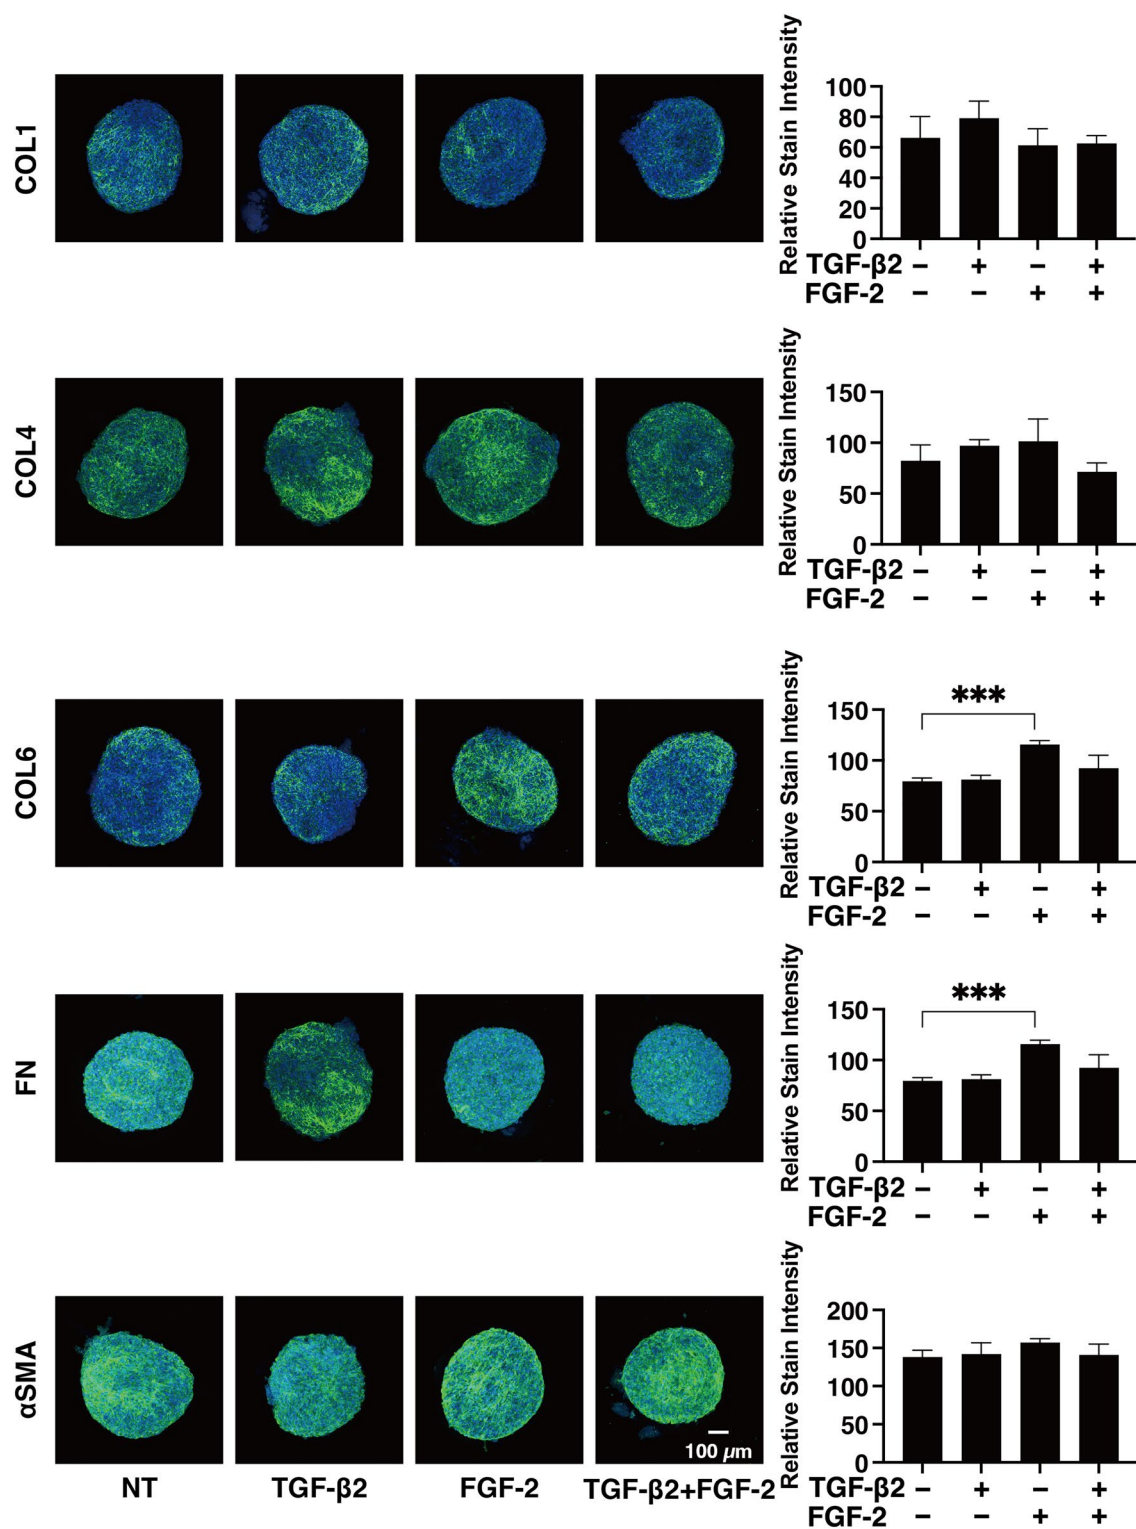 COL1
Relative Stain Intensity
100
80
60
40
20
0
TGF-β2 − + − +
FGF-2 − − + +
COL4
Relative Stain Intensity
150
100
50
0
TGF-β2 − + − +
FGF-2 − − + +
COL6
Relative Stain Intensity
***
150
100
50
0
TGF-β2 − + − +
FGF-2 − − + +
FN
Relative Stain Intensity
***
150
100
50
0
TGF-β2 − + − +
FGF-2 − − + +
αSMA
100 µm
Relative Stain Intensity
200
150
100
50
0
TGF-β2 − + − +
FGF-2 − − + +
NT TGF-β2 FGF-2 TGF-β2+FGF-2